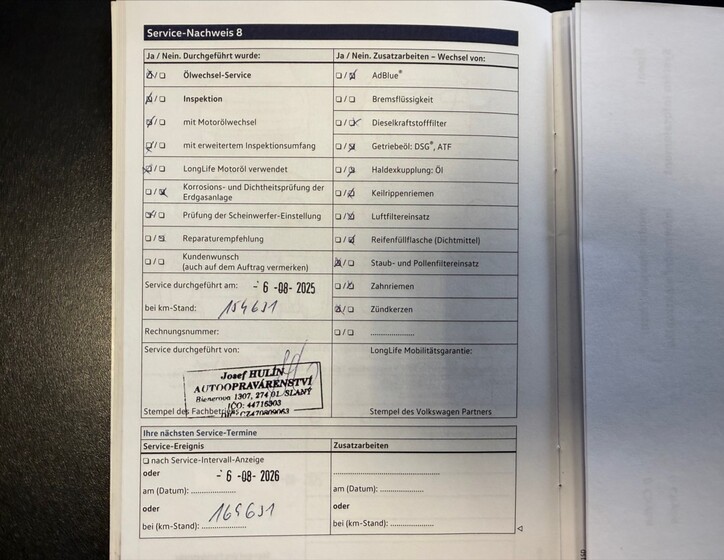 Service-Nachweis 8
Ja / Nein. Durchgeführt wurde:
Ölwechsel-Service
Inspektion
mit Motorölwechsel
mit erweitertem Inspektionsumfang
LongLife Motoröl verwendet
Korrosions- und Dichtheitsprüfung der
Erdgasanlage
Prüfung der Scheinwerfer-Einstellung
Reparaturempfehlung
Kundenwunsch
(auch auf dem Auftrag vermerken)
Service durchgeführt am: - 6 -08- 2025
bei km-Stand: 154631
Rechnungsnummer:
Service durchgeführt von:
Josef HULÍN
AUTOOPRAVÁRENSTVÍ
1307, 274 01 SLANÝ
IČO: 44716303
Stempel des Fachbetriebs
Ja / Nein. Zusatzarbeiten – Wechsel von:
AdBlue®
Bremsflüssigkeit
Dieselkraftstofffilter
Getriebeöl: DSG®, ATF
Haldexkupplung: Öl
Keilrippenriemen
Luftfiltereinsatz
Reifenfüllflasche (Dichtmittel)
Staub- und Pollenfiltereinsatz
Zahnriemen
Zündkerzen
....................
LongLife Mobilitätsgarantie:
Stempel des Volkswagen Partners
Ihre nächsten Service-Termine
Service-Ereignis
nach Service-Intervall-Anzeige
oder - 6 -08- 2026
am (Datum): ....................
oder
169631
bei (km-Stand): ....................
Zusatzarbeiten
am (Datum): ....................
oder
bei (km-Stand): ....................